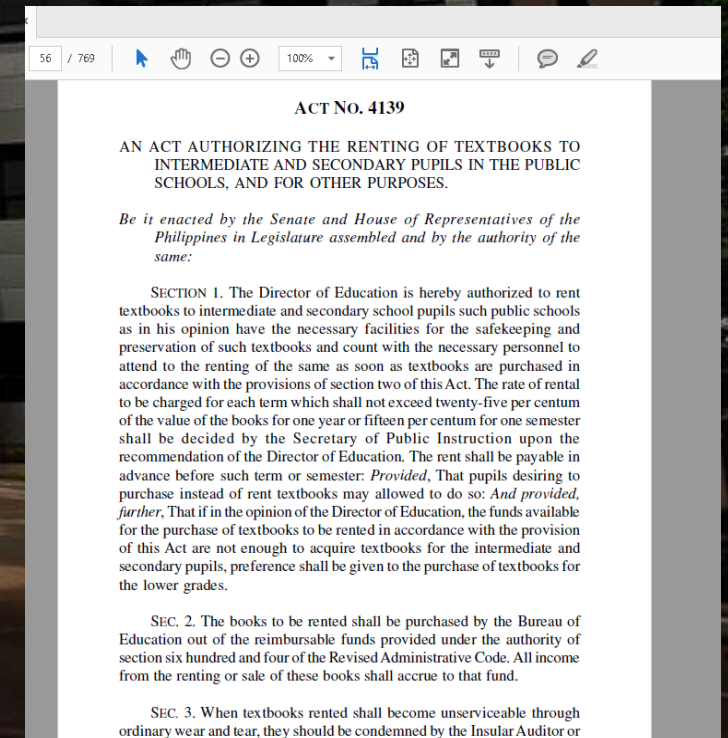 56 / 769 100%
ACT NO. 4139
AN ACT AUTHORIZING THE RENTING OF TEXTBOOKS TO
INTERMEDIATE AND SECONDARY PUPILS IN THE PUBLIC
SCHOOLS, AND FOR OTHER PURPOSES.
Be it enacted by the Senate and House of Representatives of the
Philippines in Legislature assembled and by the authority of the
same:
SECTION 1. The Director of Education is hereby authorized to rent
textbooks to intermediate and secondary school pupils such public schools
as in his opinion have the necessary facilities for the safekeeping and
preservation of such textbooks and count with the necessary personnel to
attend to the renting of the same as soon as textbooks are purchased in
accordance with the provisions of section two of this Act. The rate of rental
to be charged for each term which shall not exceed twenty-five per centum
of the value of the books for one year or fifteen per centum for one semester
shall be decided by the Secretary of Public Instruction upon the
recommendation of the Director of Education. The rent shall be payable in
advance before such term or semester: Provided, That pupils desiring to
purchase instead of rent textbooks may allowed to do so: And provided,
further, That if in the opinion of the Director of Education, the funds available
for the purchase of textbooks to be rented in accordance with the provision
of this Act are not enough to acquire textbooks for the intermediate and
secondary pupils, preference shall be given to the purchase of textbooks for
the lower grades.
SEC. 2. The books to be rented shall be purchased by the Bureau of
Education out of the reimbursable funds provided under the authority of
section six hundred and four of the Revised Administrative Code. All income
from the renting or sale of these books shall accrue to that fund.
SEC. 3. When textbooks rented shall become unserviceable through
ordinary wear and tear, they should be condemned by the Insular Auditor or